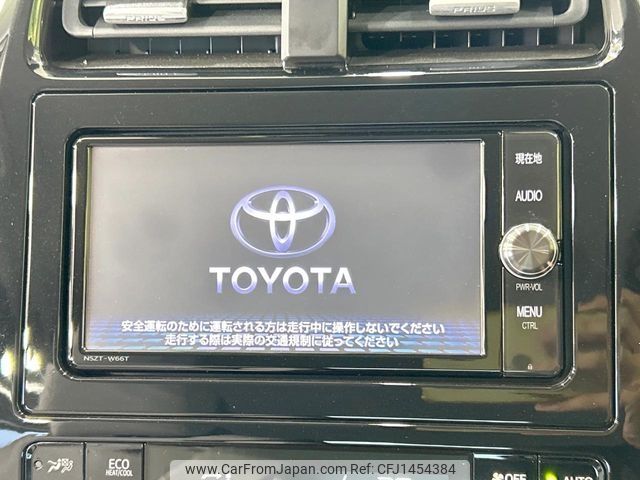 PRIUS
PRIUS
現在地
AUDIO
PWR-VOL
MENU
CTRL
TOYOTA
安全運転のために運転される方は走行中に操作しないでください
走行する際は実際の交通規制に従ってください
NSZT-W66T
ECO
HEAT/COOL
OFF
AUTO
www.CarFromJapan.com - Car From Japan - CFJ1454384